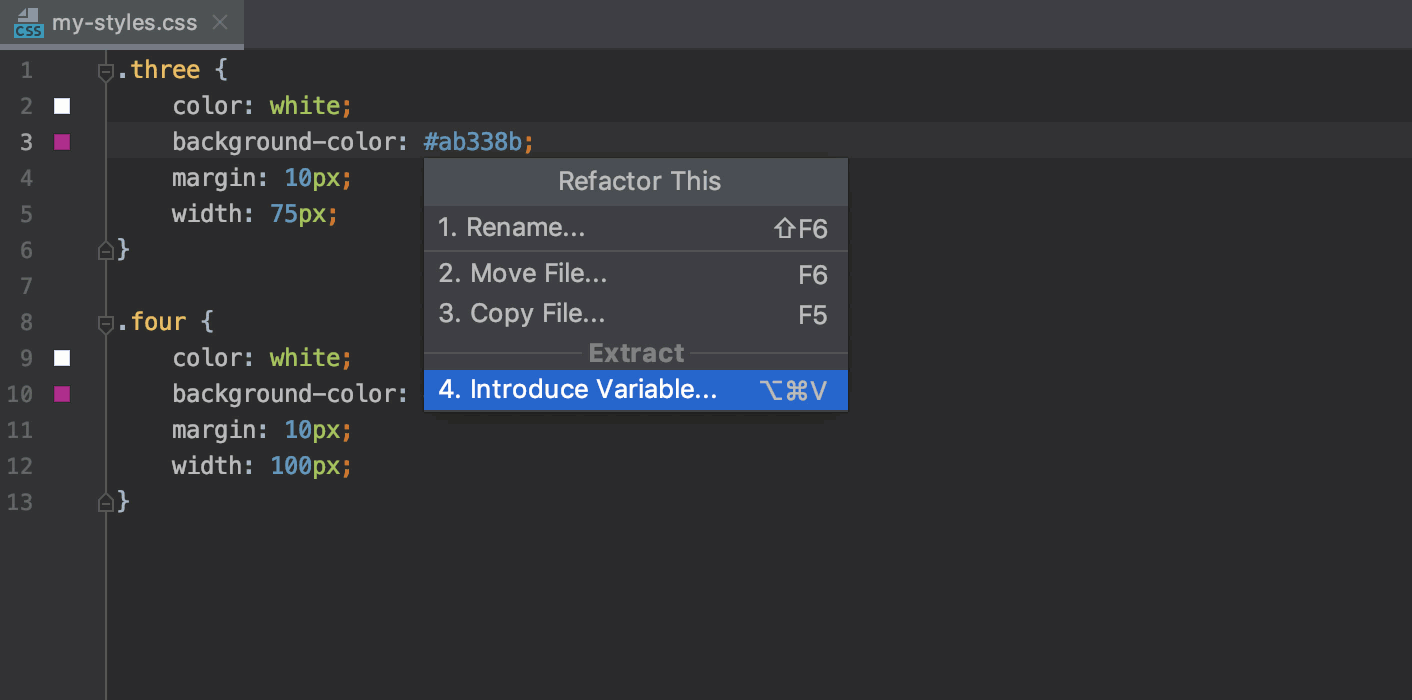 CSS my-styles.css
1 .three {
2 color: white;
3 background-color: #ab338b;
4 margin: 10px;
5 width: 75px;
6 }
7
8 .four {
9 color: white;
10 background-color:
11 margin: 10px;
12 width: 100px;
13 }
Refactor This
1. Rename... ⇧F6
2. Move File... F6
3. Copy File... F5
Extract
4. Introduce Variable... ⌥⌘V